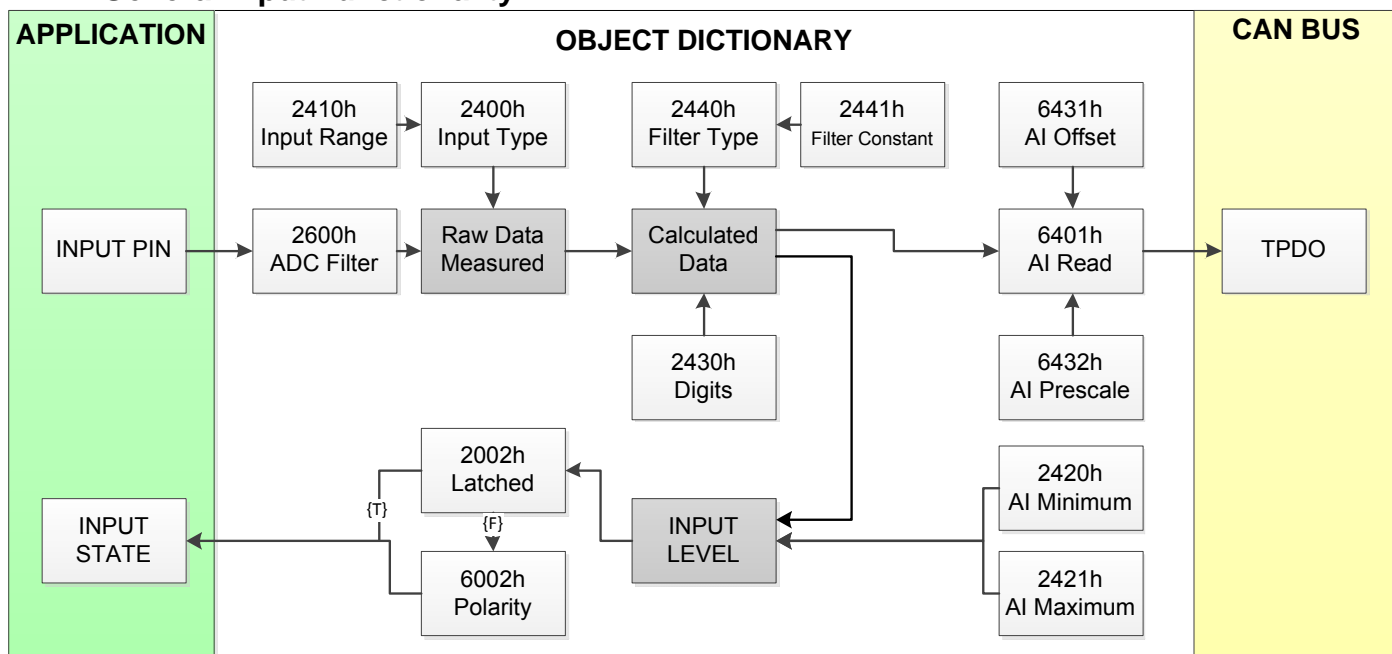 APPLICATION
OBJECT DICTIONARY
CAN BUS
2410h
Input Range
2400h
Input Type
2440h
Filter Type
2441h
Filter Constant
6431h
AI Offset
INPUT PIN
2600h
ADC Filter
Raw Data
Measured
Calculated
Data
6401h
AI Read
TPDO
2430h
Digits
6432h
AI Prescale
2002h
Latched
{T}
{F}
INPUT
STATE
6002h
Polarity
INPUT
LEVEL
2420h
AI Minimum
2421h
AI Maximum